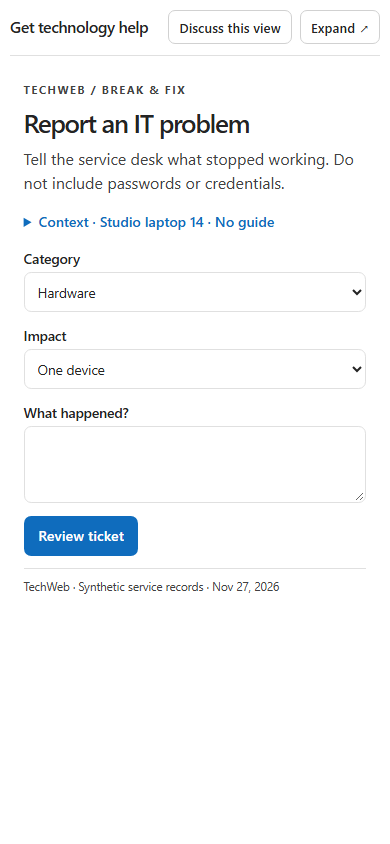 Get technology help
Discuss this view
Expand ↗
TECHWEB / BREAK & FIX
Report an IT problem
Tell the service desk what stopped working. Do
not include passwords or credentials.
▶ Context · Studio laptop 14 · No guide
Category
Hardware
Impact
One device
What happened?
Review ticket
TechWeb · Synthetic service records · Nov 27, 2026